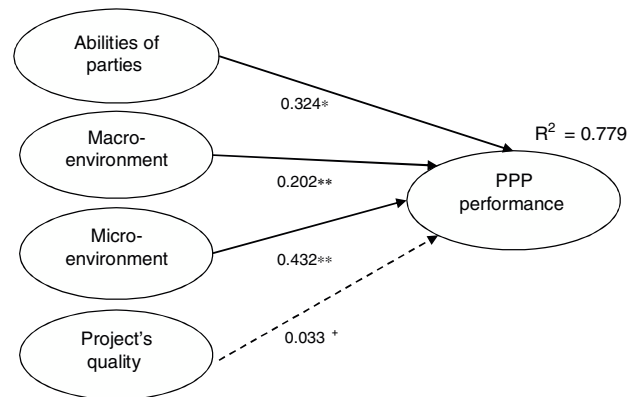 Abilities of
parties
0.324*
R² = 0.779
Macro-
environment
0.202**
PPP
performance
Micro-
environment
0.432**
Project's
quality
0.033 +